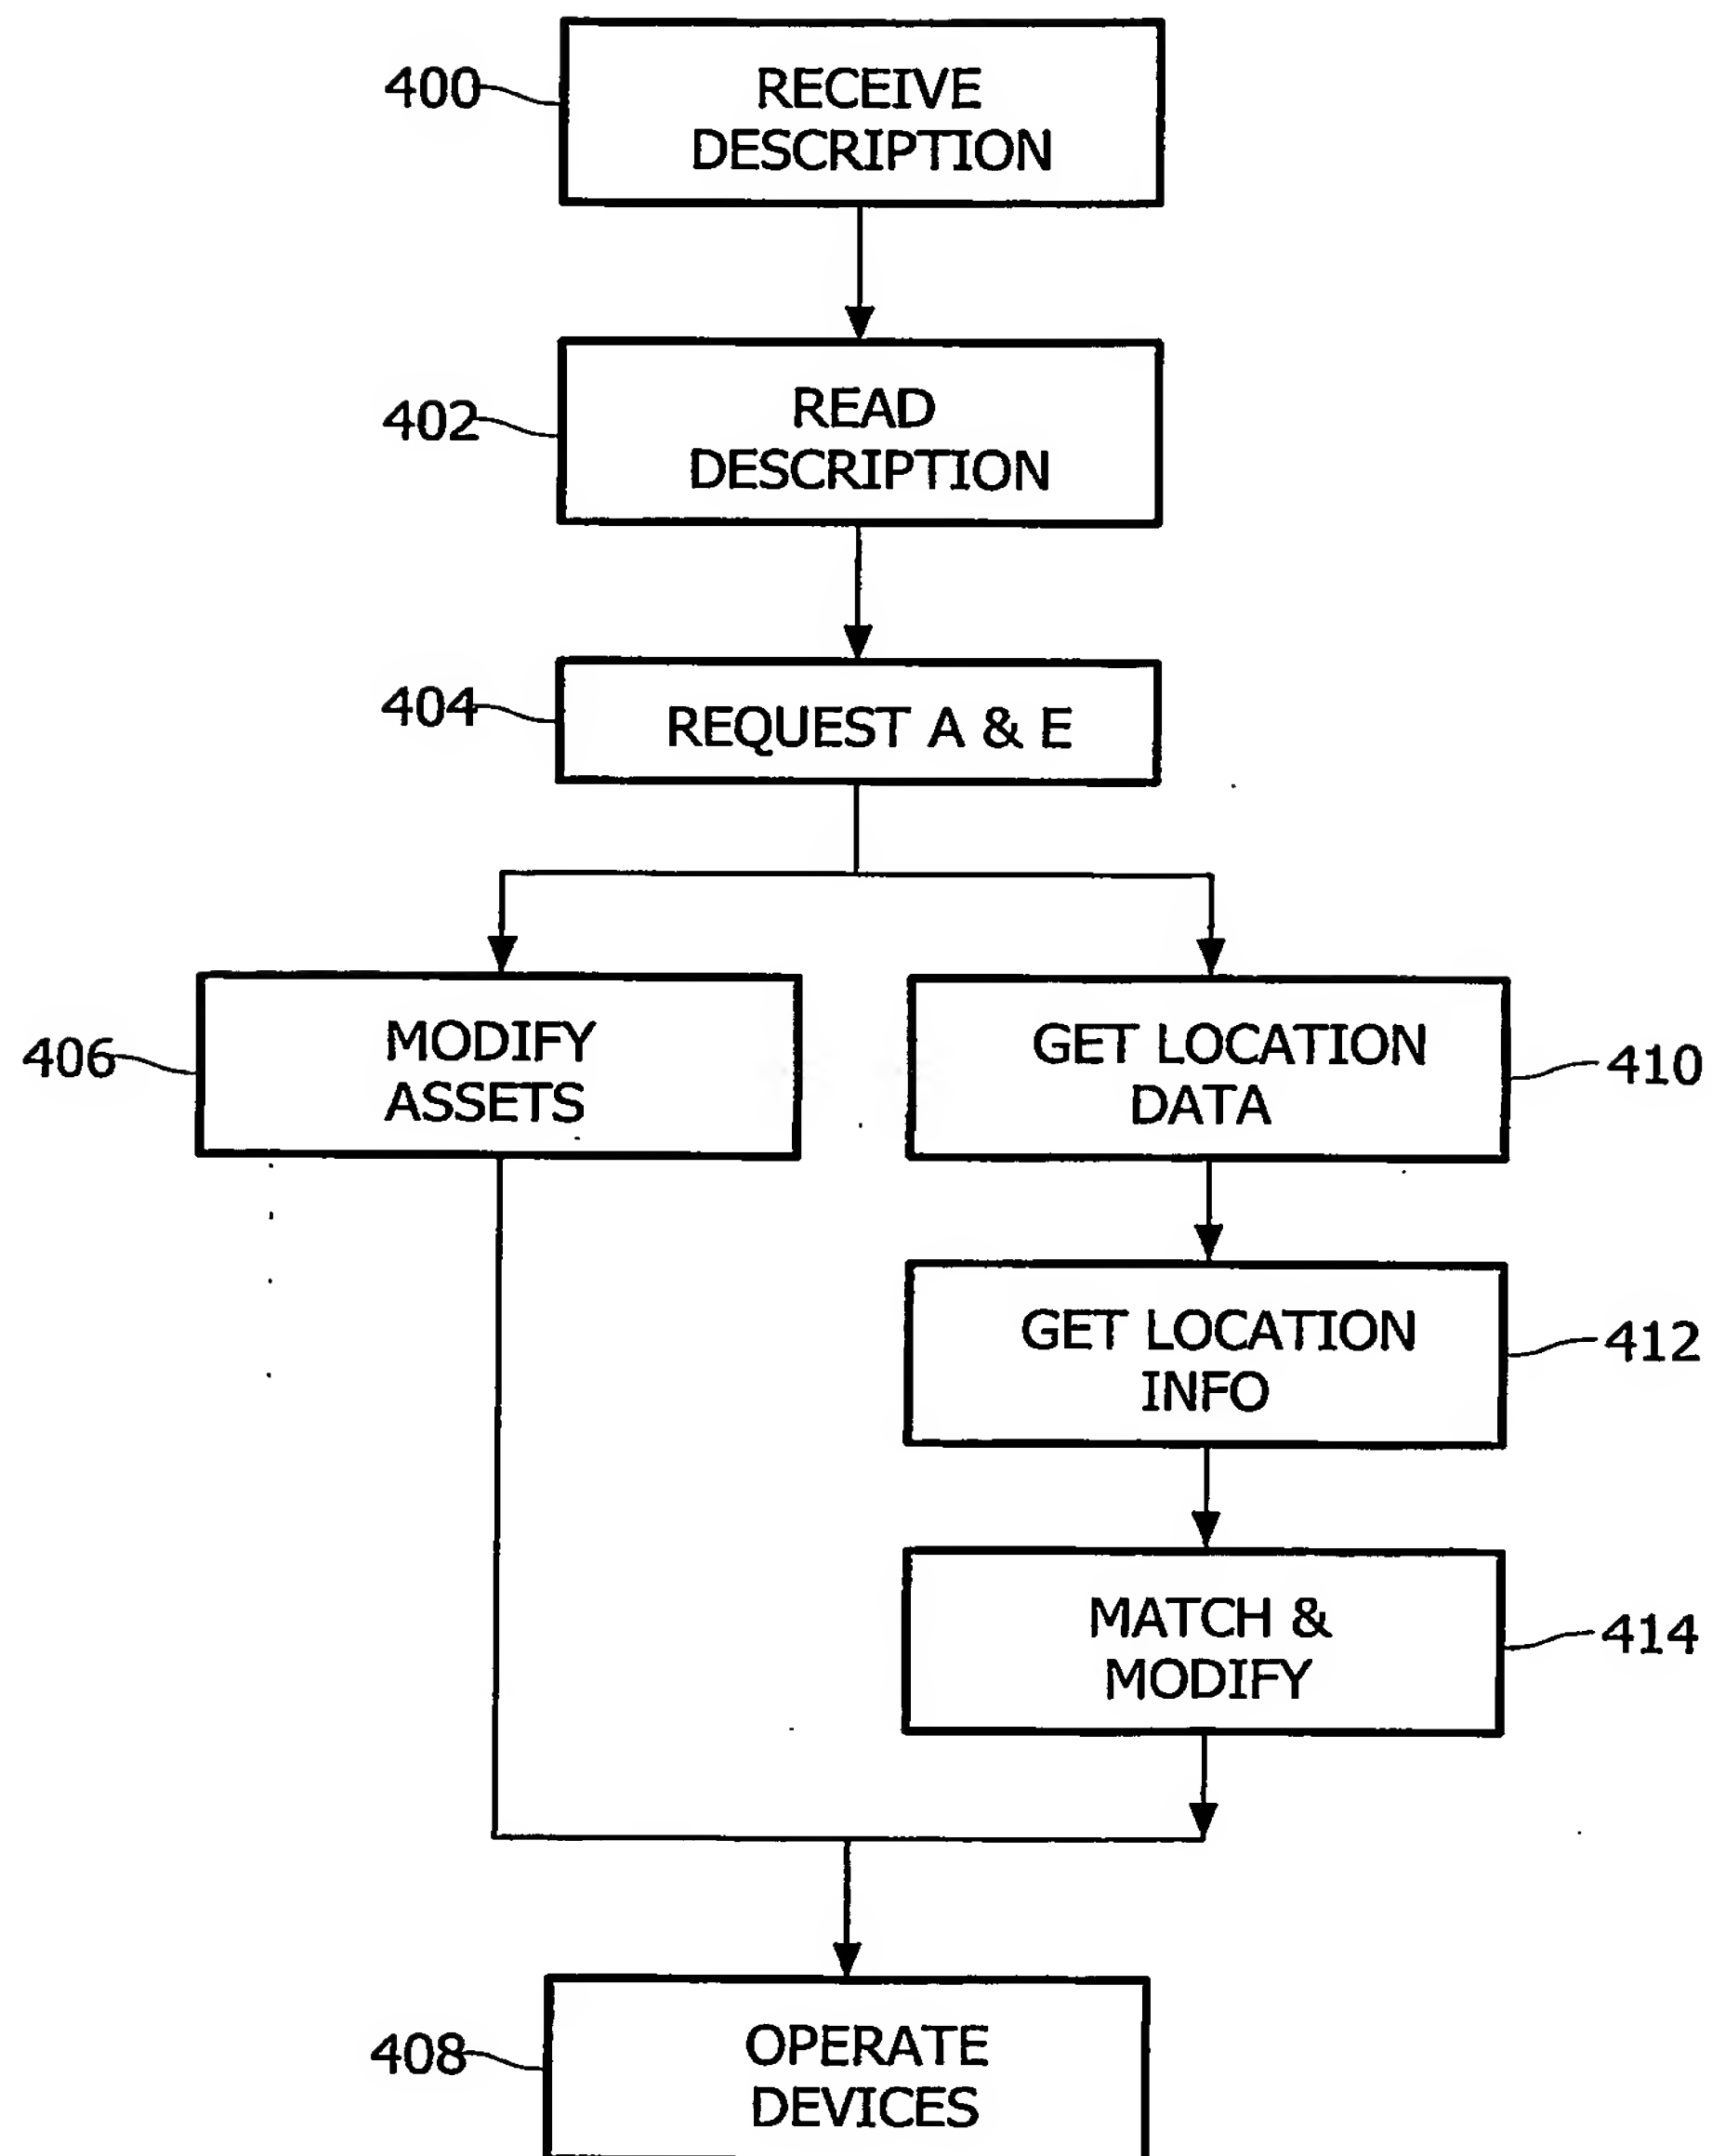 400
RECEIVE
DESCRIPTION
402
READ
DESCRIPTION
404
REQUEST A & E
406
MODIFY
ASSETS
GET LOCATION
DATA
410
GET LOCATION
INFO
412
MATCH &
MODIFY
414
408
OPERATE
DEVICES